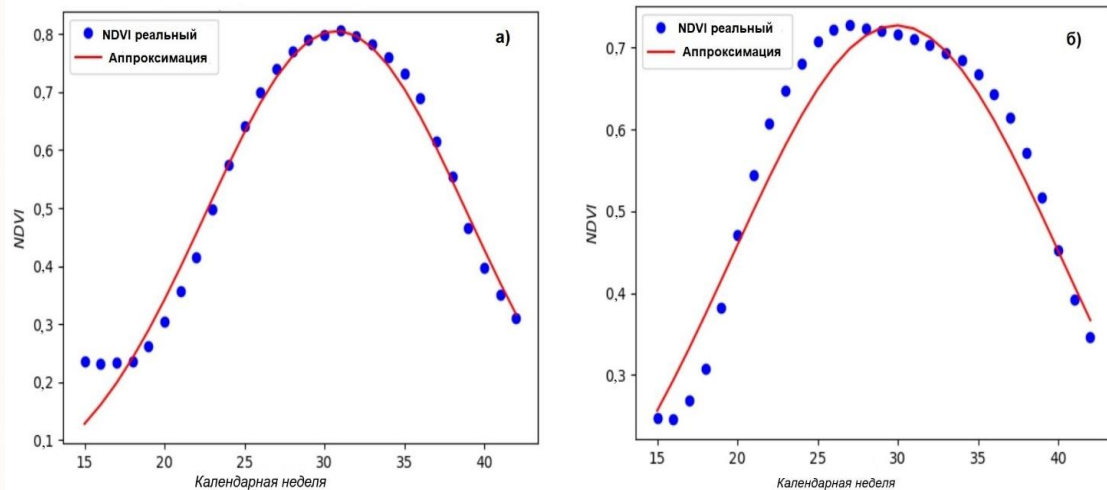 а)
NDVI реальный
Аппроксимация
0,8
0,7
0,6
0,5
0,4
0,3
0,2
0,1
NDVI
15 20 25 30 35 40
Календарная неделя
б)
NDVI реальный
Аппроксимация
0,7
0,6
0,5
0,4
0,3
NDVI
15 20 25 30 35 40
Календарная неделя